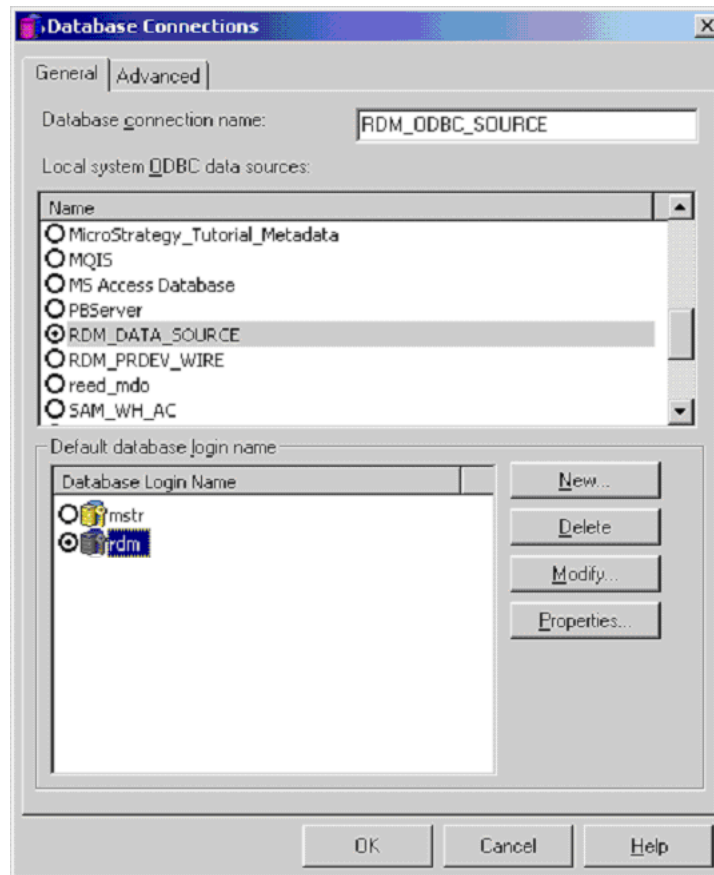 Database Connections
General
Advanced
Database connection name:
RDM_ODBC_SOURCE
Local system ODBC data sources:
Name
MicroStrategy_Tutorial_Metadata
MQIS
MS Access Database
PBServer
RDM_DATA_SOURCE
RDM_PRDEV_WIRE
reed_mdo
SAM_WH_AC
Default database login name
Database Login Name
New...
mstr
Delete
rdm
Modify...
Properties...
OK
Cancel
Help